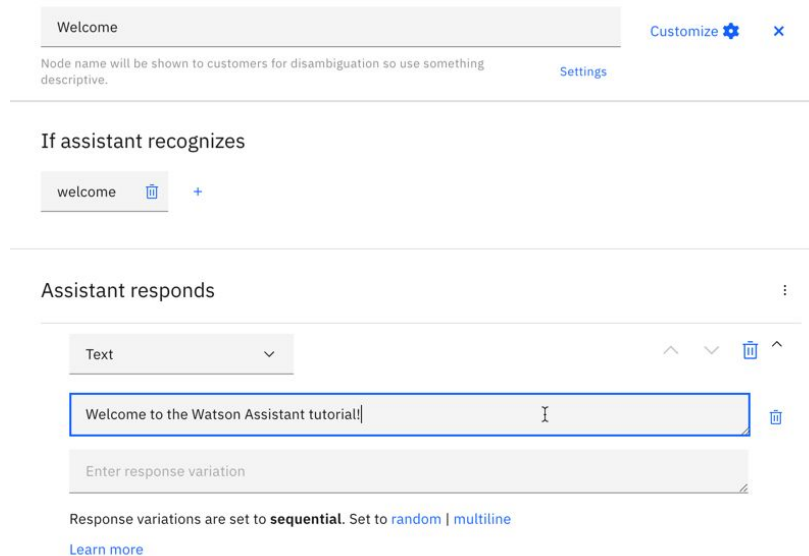 Welcome
Customize
Node name will be shown to customers for disambiguation so use something
descriptive.
Settings
If assistant recognizes
welcome
+
Assistant responds
Text
Welcome to the Watson Assistant tutorial!
Enter response variation
Response variations are set to sequential. Set to random | multiline
Learn more